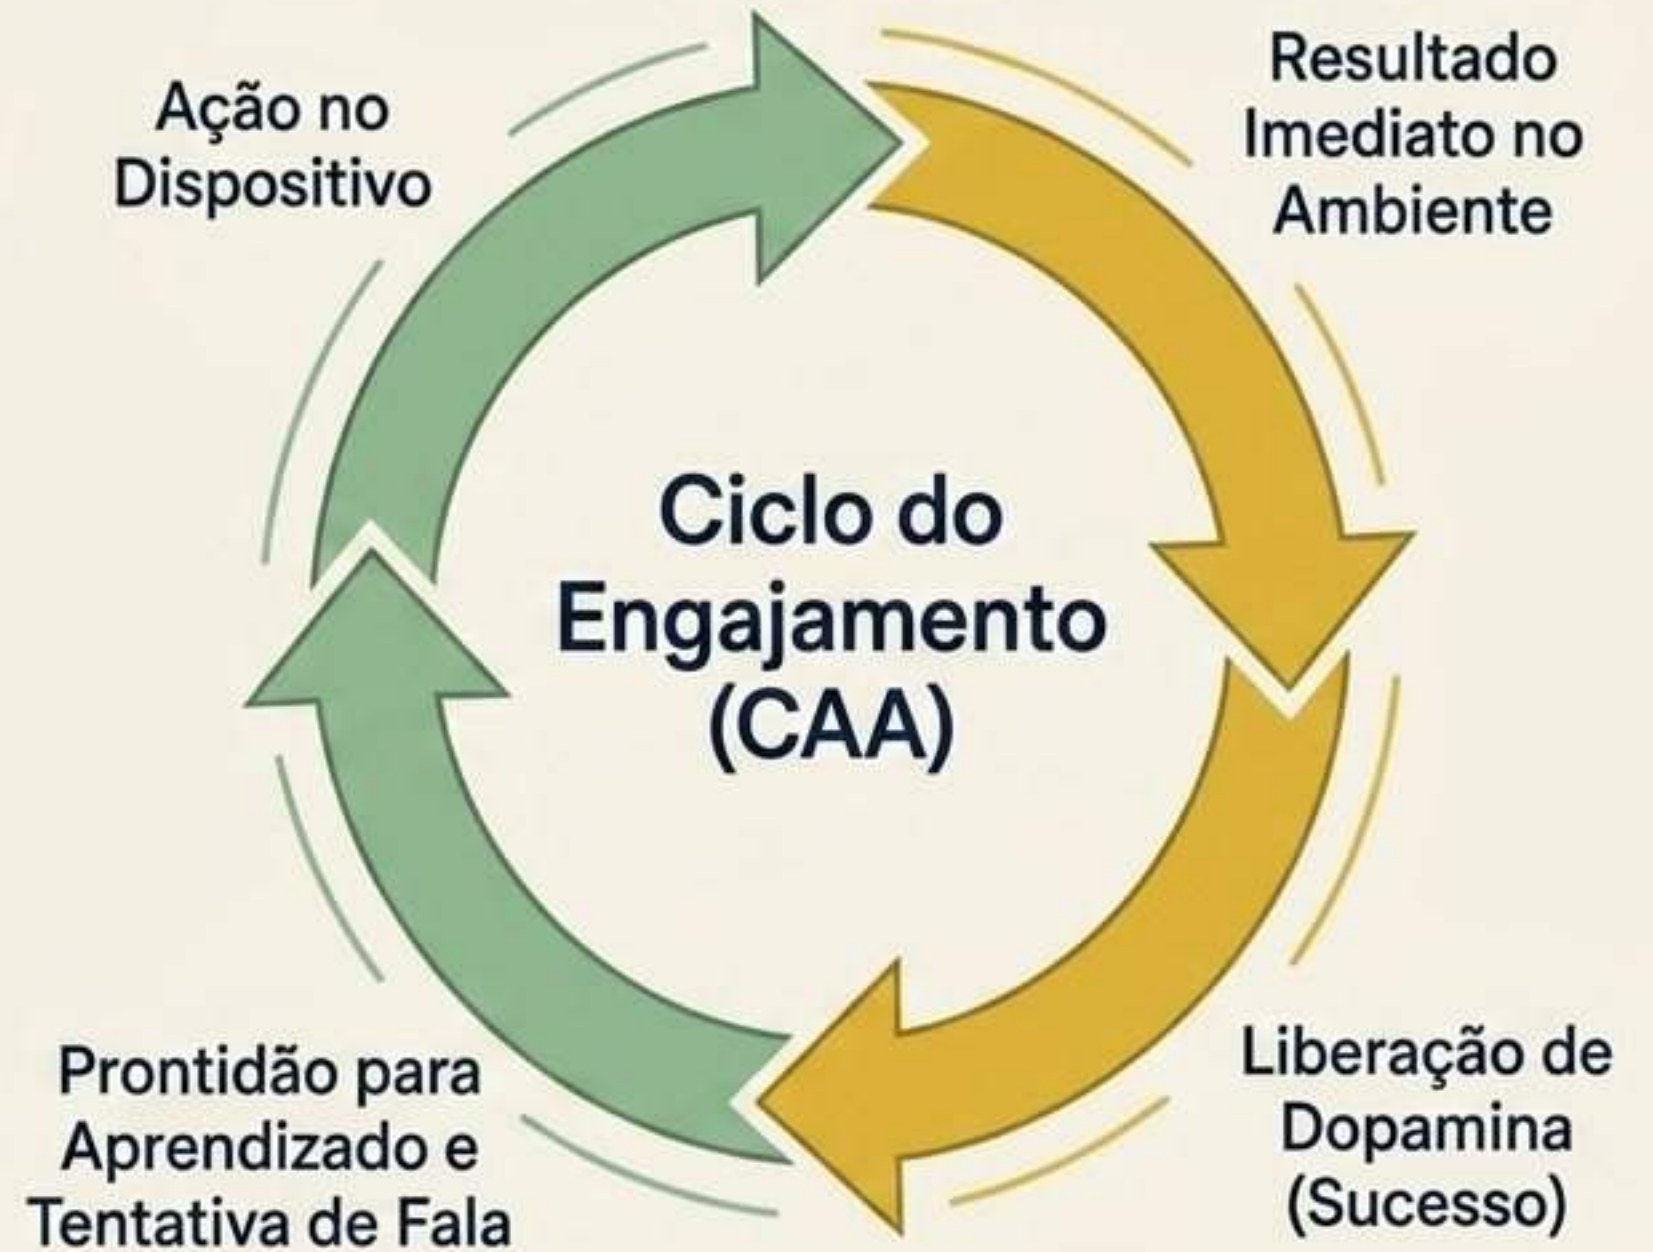 Ação no
Dispositivo
Resultado
Imediato no
Ambiente
Ciclo do
Engajamento
(CAA)
Liberação de
Dopamina
(Sucesso)
Prontidão para
Aprendizado e
Tentativa de Fala